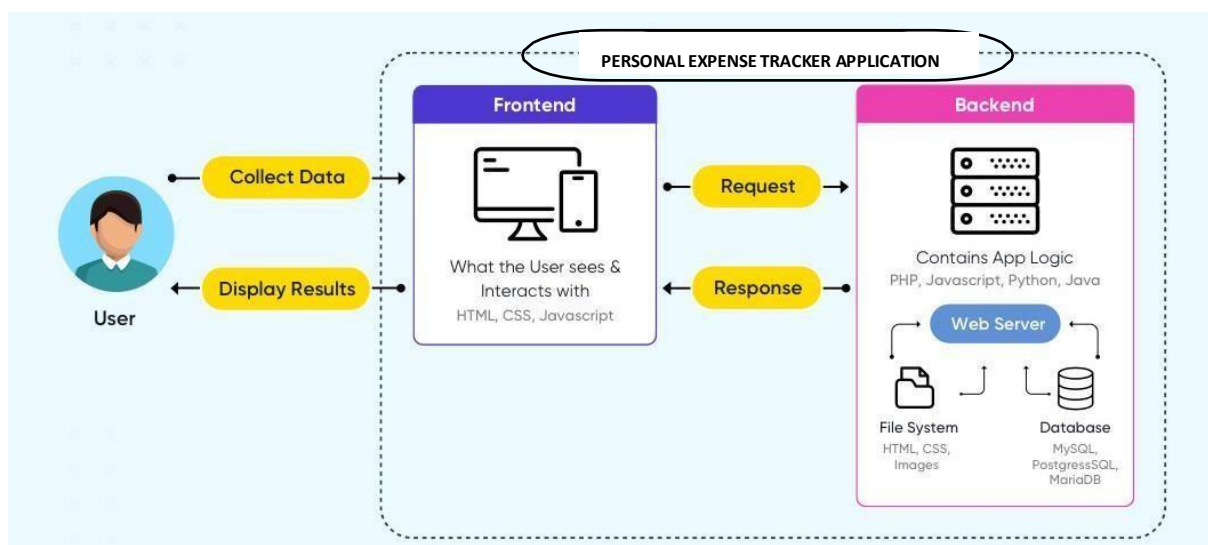 PERSONAL EXPENSE TRACKER APPLICATION
Frontend
Backend
Collect Data
Request
What the User sees &
Interacts with
HTML, CSS, Javascript
Contains App Logic
PHP, Javascript, Python, Java
Display Results
Response
User
Web Server
File System
HTML, CSS,
Images
Database
MySQL,
PostgressSQL,
MariaDB